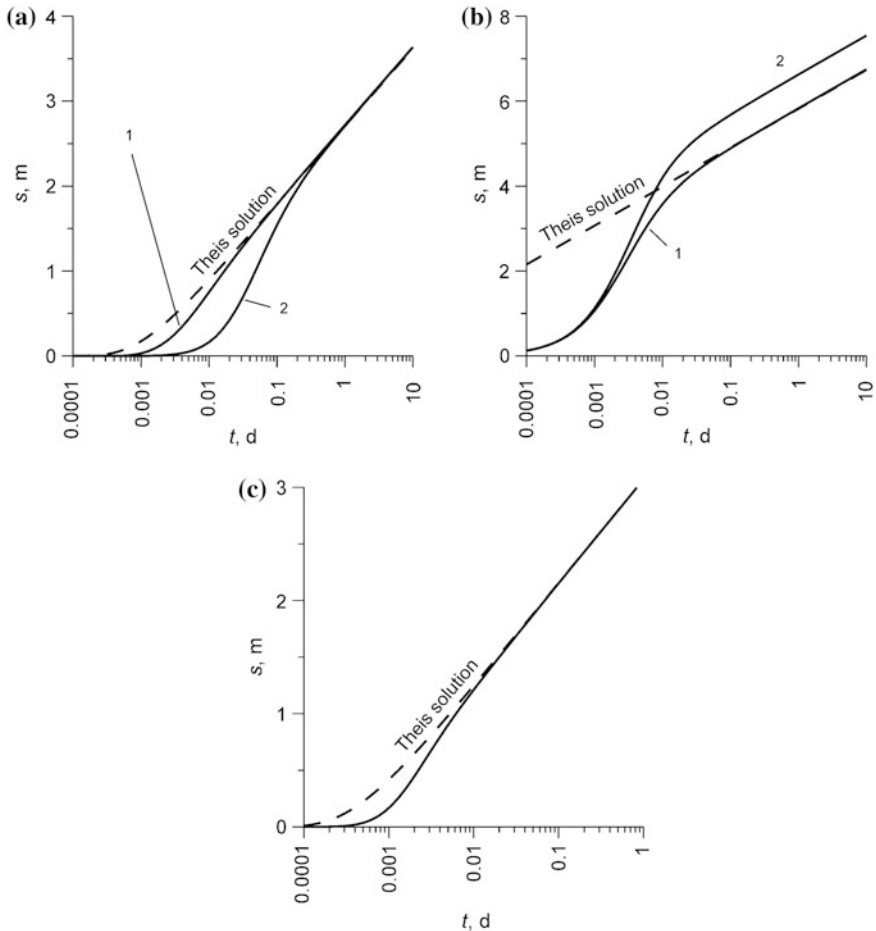 (a)
4
3
2
1
0
s, m
1
Theis solution
2
0.0001
0.001
0.01
0.1
1
10
t, d
(b)
8
6
4
2
0
s, m
2
Theis solution
1
0.0001
0.001
0.01
0.1
1
10
t, d
(c)
3
2
1
0
s, m
Theis solution
0.0001
0.001
0.01
0.1
1
t, d